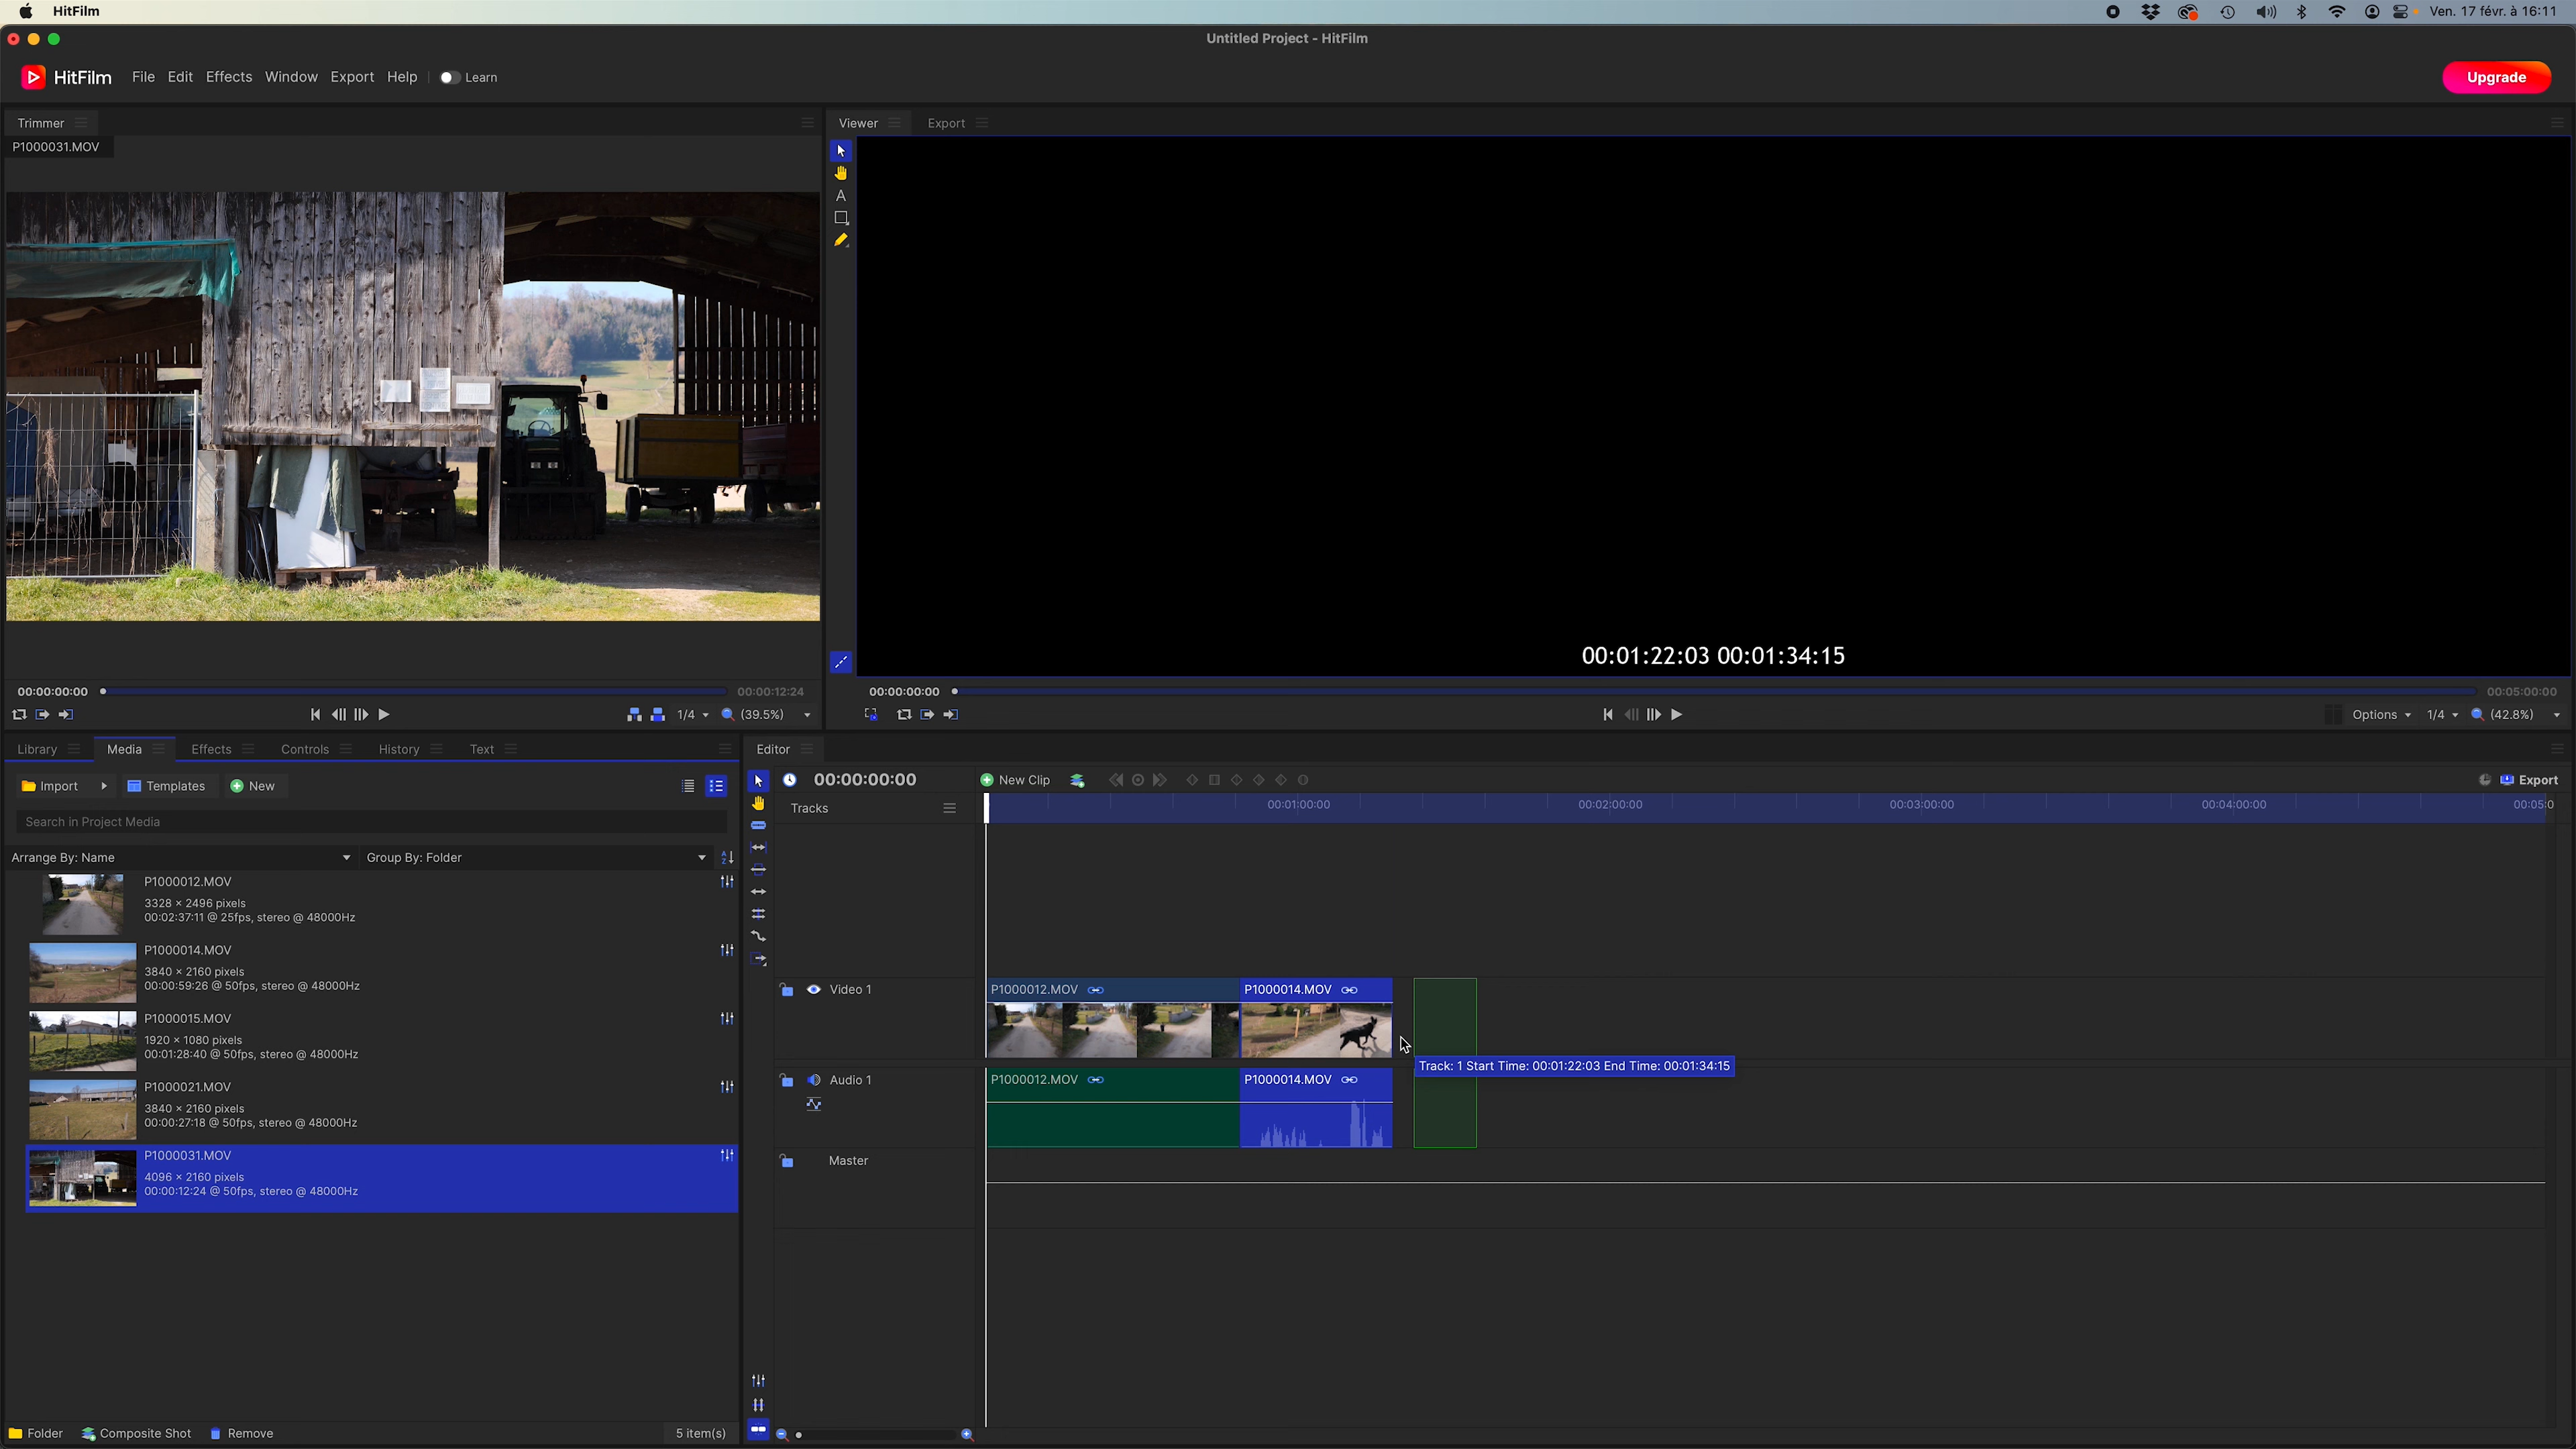 HitFilm
Ven. 17 févr. à 16:11
Untitled Project - HitFilm
HitFilm File Edit Effects Window Export Help Learn
Upgrade
Trimmer
P1000031.MOV
Viewer Export
A
00:01:22:03 00:01:34:15
00:00:00:00 00:00:12:24
1/4 (39.5%)
00:00:00:00 00:05:00:00
Options 1/4 (42.8%)
Library Media Effects Controls History Text
Import Templates New
Search in Project Media
Arrange By: Name Group By: Folder
P1000012.MOV
3328 × 2496 pixels
00:02:37:11 @ 25fps, stereo @ 48000Hz
P1000014.MOV
3840 × 2160 pixels
00:00:59:26 @ 50fps, stereo @ 48000Hz
P1000015.MOV
1920 × 1080 pixels
00:01:28:40 @ 50fps, stereo @ 48000Hz
P1000021.MOV
3840 × 2160 pixels
00:00:27:18 @ 50fps, stereo @ 48000Hz
P1000031.MOV
4096 × 2160 pixels
00:00:12:24 @ 50fps, stereo @ 48000Hz
Folder Composite Shot Remove 5 item(s)
Editor
00:00:00:00 New Clip Export
Tracks 00:01:00:00 00:02:00:00 00:03:00:00 00:04:00:00 00:05:0
Video 1 P1000012.MOV P1000014.MOV
Track: 1 Start Time: 00:01:22:03 End Time: 00:01:34:15
Audio 1 P1000012.MOV P1000014.MOV
Master